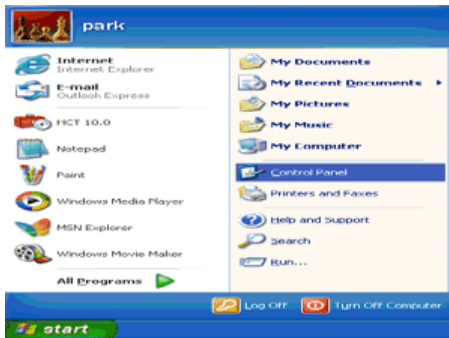 park
Internet
Internet Explorer
E-mail
Outlook Express
HCT 10.0
Notepad
Paint
Windows Media Player
MSN Explorer
Windows Movie Maker
All Programs
My Documents
My Recent Documents
My Pictures
My Music
My Computer
Control Panel
Printers and Faxes
Help and Support
Search
Run...
Log Off
Turn Off Computer
start